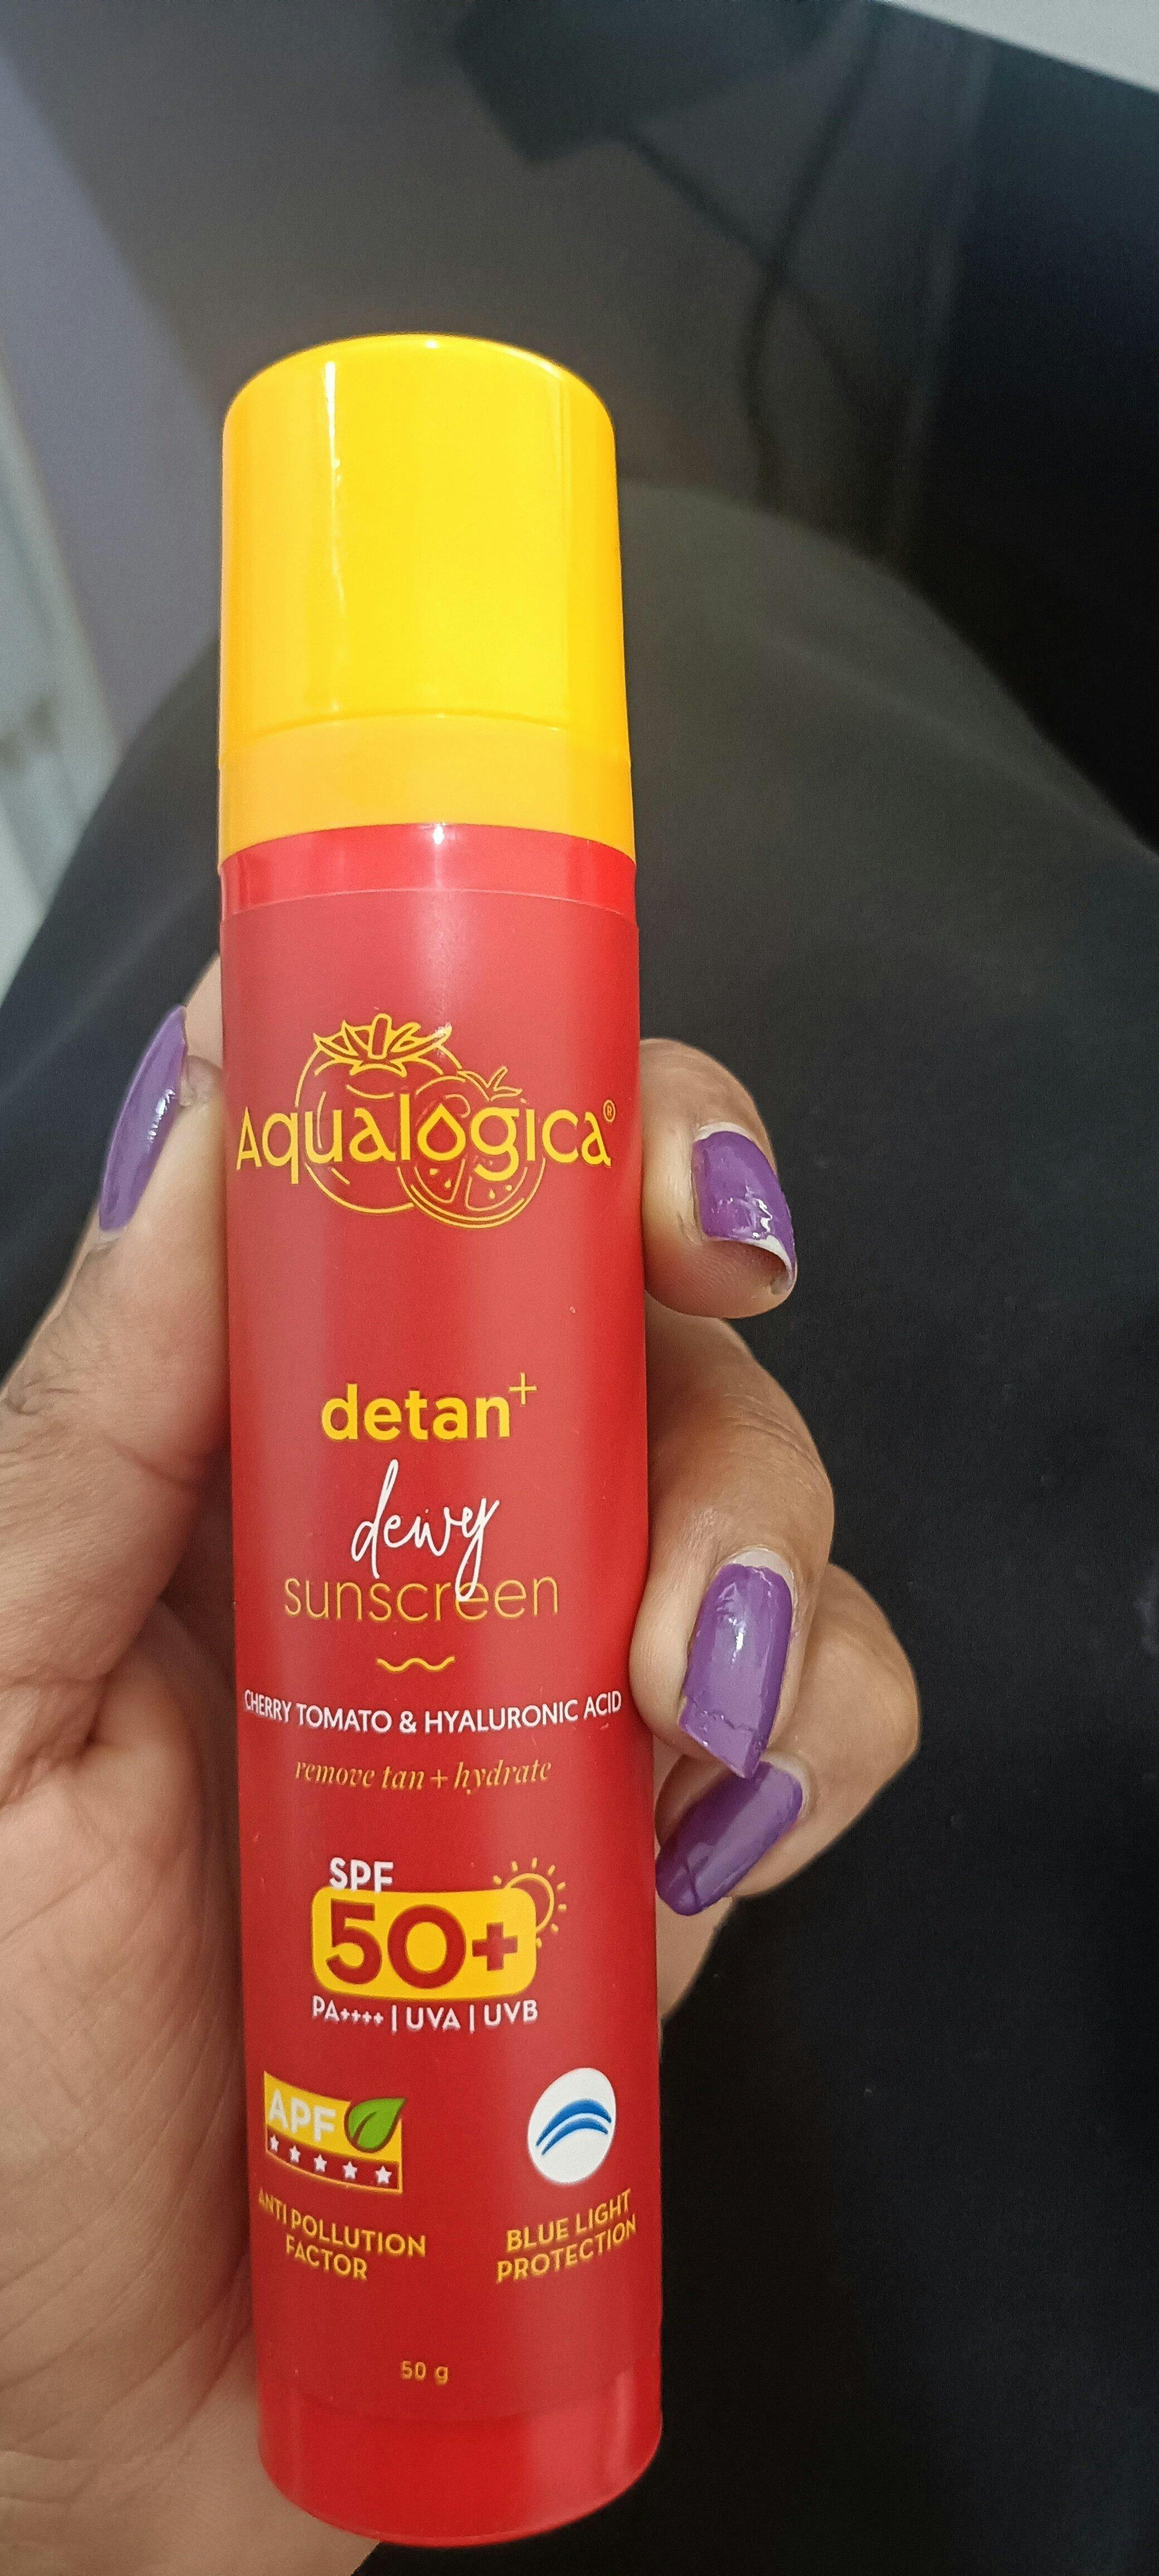 Aqualogica®
detan+
dewy
sunscreen
CHERRY TOMATO & HYALURONIC ACID
remove tan + hydrate
SPF
50+
PA++++ | UVA | UVB
APF
ANTI POLLUTION
FACTOR
BLUE LIGHT
PROTECTION
50 g